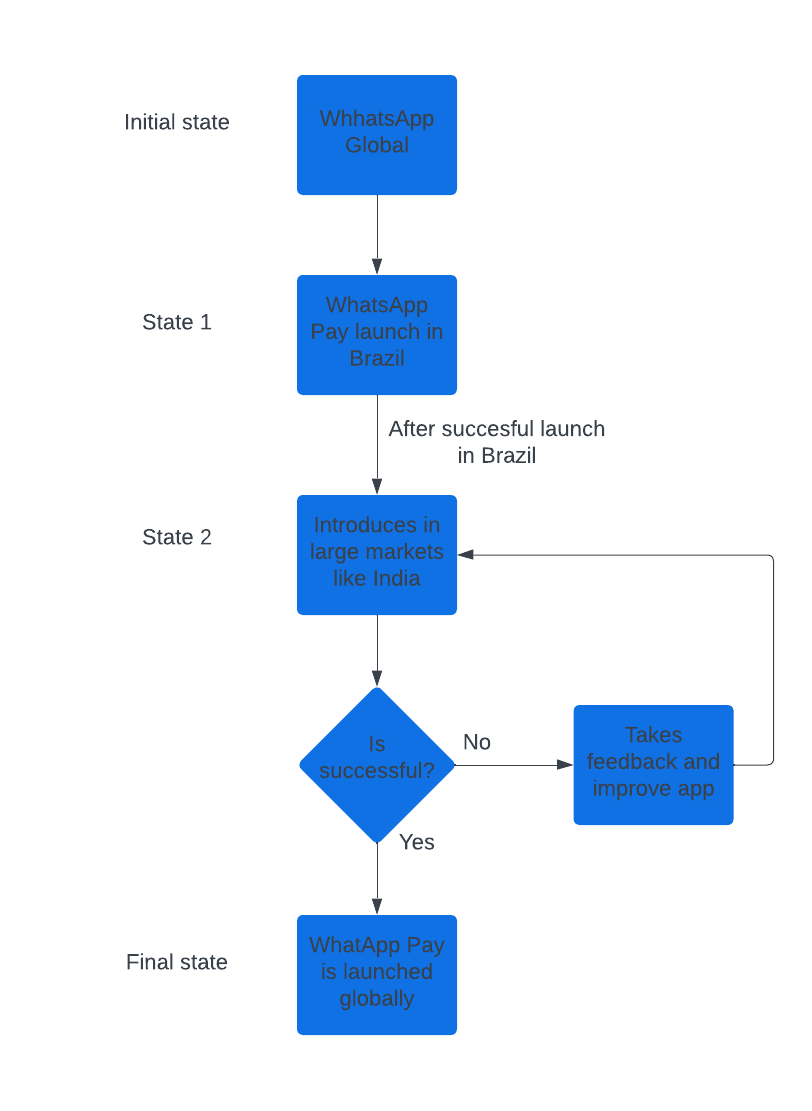 Initial state
WhhatsApp
Global
State 1
WhatsApp
Pay launch in
Brazil
After succesful launch
in Brazil
State 2
Introduces in
large markets
like India
Is
successful?
No
Takes
feedback and
improve app
Yes
Final state
WhatApp Pay
is launched
globally